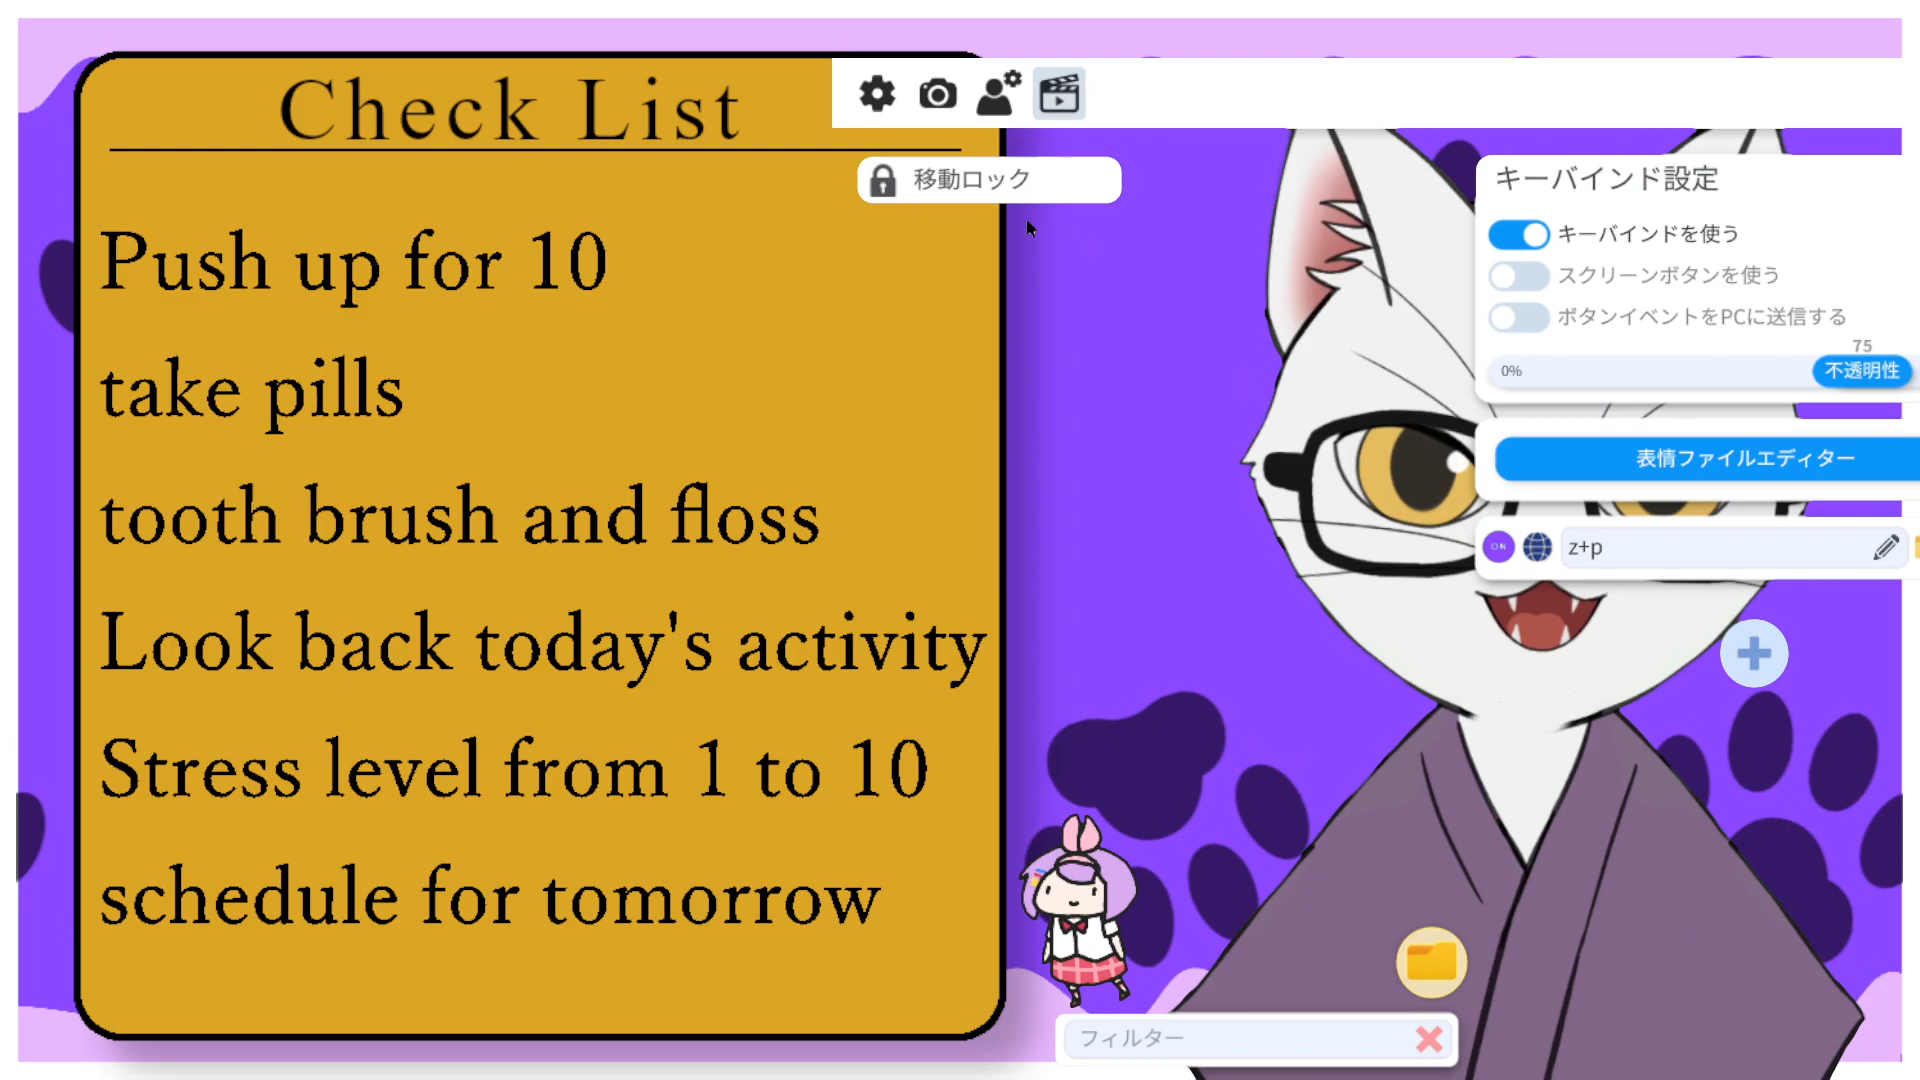 Check List
Push up for 10
take pills
tooth brush and floss
Look back today's activity
Stress level from 1 to 10
schedule for tomorrow
移動ロック
キーバインド設定
キーバインドを使う
スクリーンボタンを使う
ボタンイベントをPCに送信する
75
0%
不透明性
表情ファイルエディター
ON
z+p
フィルター